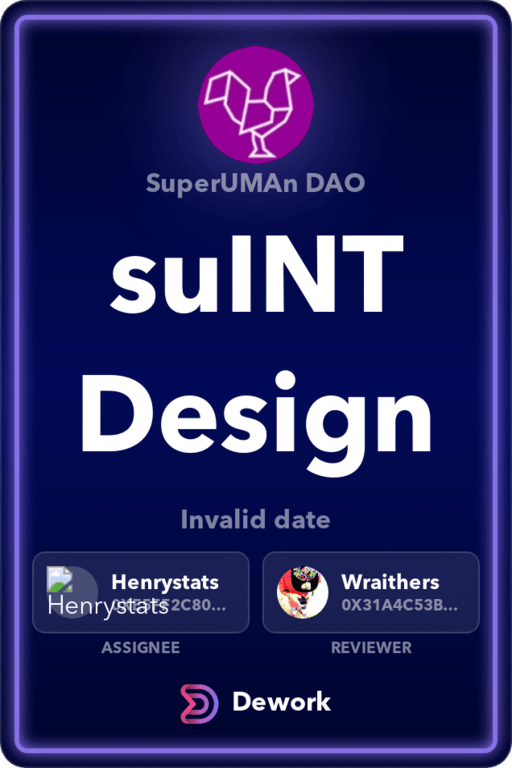 SuperUMAn DAO
suINT
Design
Invalid date
Henrystats
Henrystats
Wraithers
0X31A4C53B...
ASSIGNEE
REVIEWER
Dework